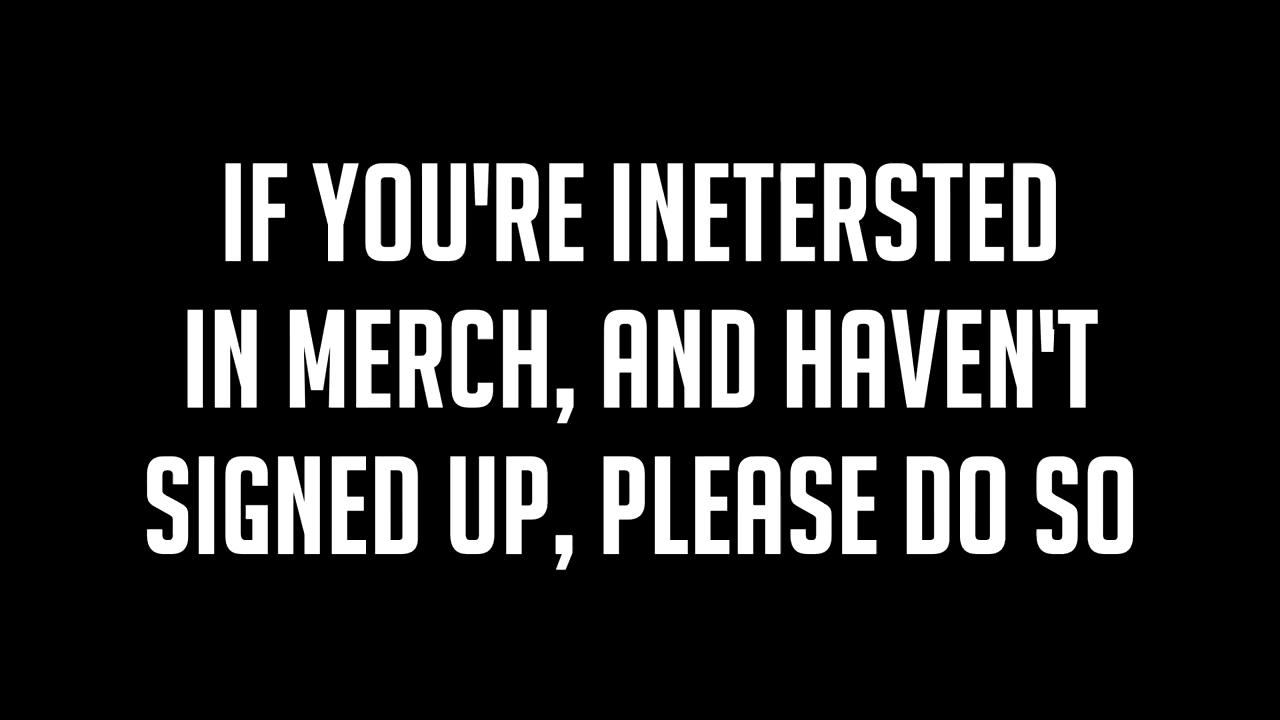 IF YOU'RE INETERSTED
IN MERCH, AND HAVEN'T
SIGNED UP, PLEASE DO SO